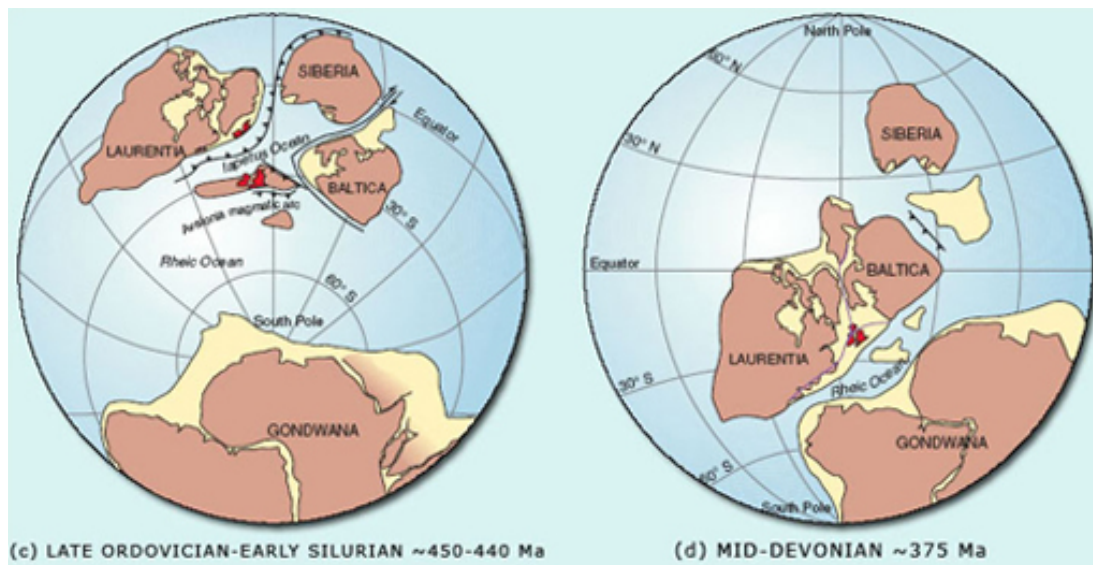 SIBERIA
Equator
LAURENTIA
Iapetus Ocean
BALTICA
Avalonia magmatic arc
30° S
Rheic Ocean
60° S
South Pole
GONDWANA
(c) LATE ORDOVICIAN-EARLY SILURIAN ~450-440 Ma
North Pole
60° N
30° N
SIBERIA
Equator
BALTICA
LAURENTIA
30° S
Rheic Ocean
GONDWANA
60° S
South Pole
(d) MID-DEVONIAN ~375 Ma